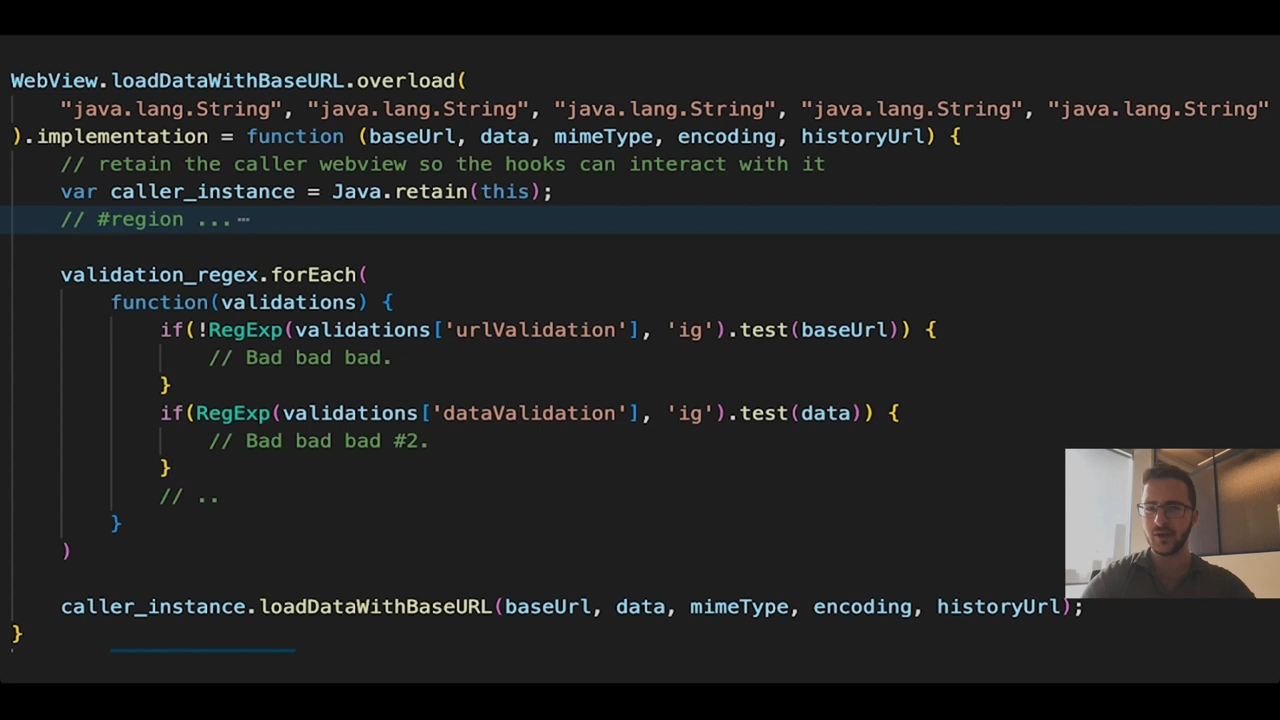 WebView.loadDataWithBaseURL.overload(
"java.lang.String", "java.lang.String", "java.lang.String", "java.lang.String", "java.lang.String"
).implementation = function (baseUrl, data, mimeType, encoding, historyUrl) {
// retain the caller webview so the hooks can interact with it
var caller_instance = Java.retain(this);
// #region ...⋯
validation_regex.forEach(
function(validations) {
if(!RegExp(validations['urlValidation'], 'ig').test(baseUrl)) {
// Bad bad bad.
}
if(RegExp(validations['dataValidation'], 'ig').test(data)) {
// Bad bad bad #2.
}
// ..
}
)
caller_instance.loadDataWithBaseURL(baseUrl, data, mimeType, encoding, historyUrl);
}